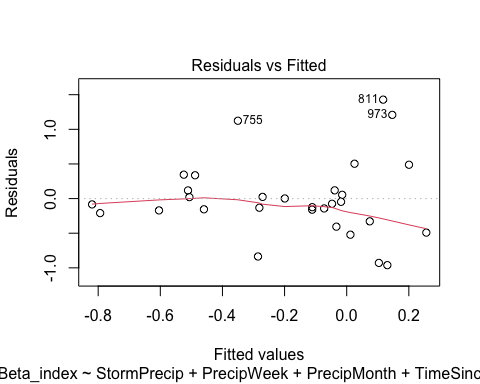 Residuals vs Fitted
Residuals
1.0
0.0
-1.0
811
973
755
-0.8 -0.6 -0.4 -0.2 0.0 0.2
Fitted values
Beta_index ~ StormPrecip + PrecipWeek + PrecipMonth + TimeSinc